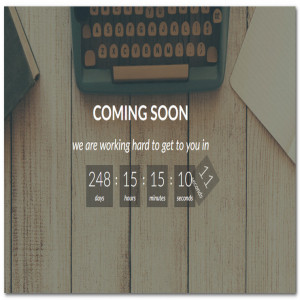 COMING SOON
we are working hard to get to you in
248 : 15 : 15 : 10 11
days hours minutes seconds seconds